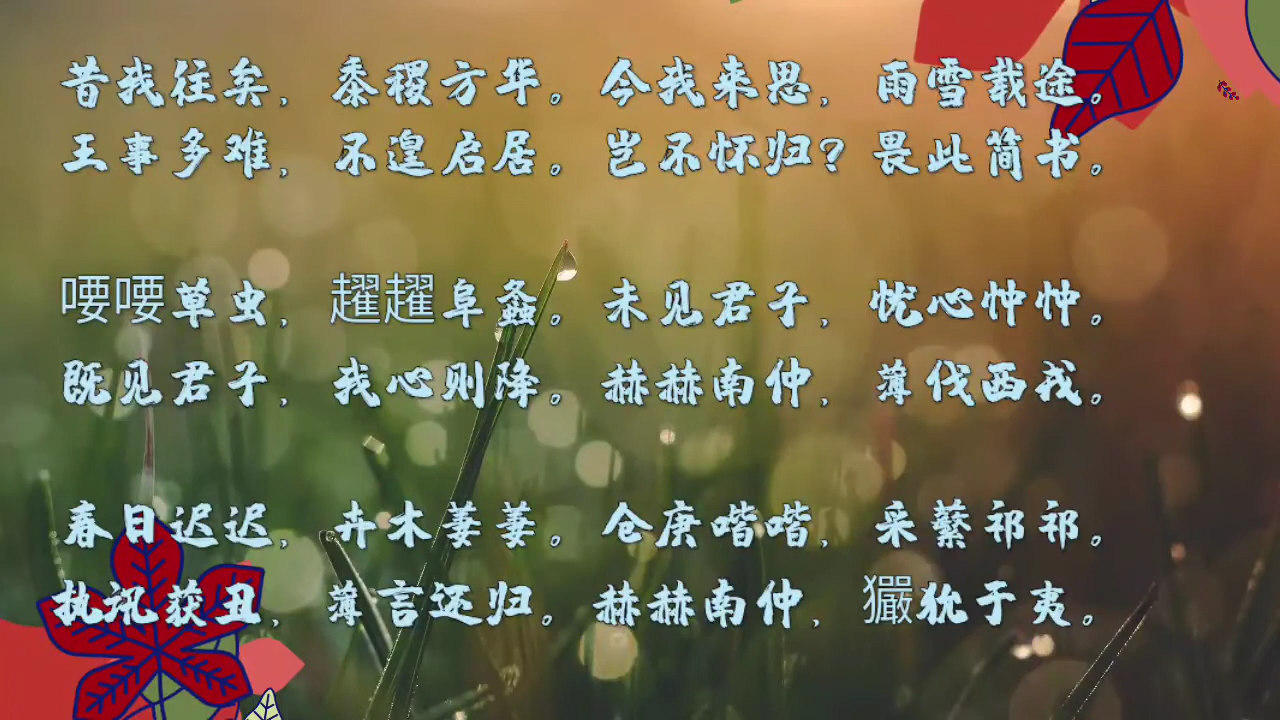 昔我往矣，黍稷方华。今我来思，雨雪载途。
王事多难，不遑启居。岂不怀归？畏此简书。
喓喓草虫，趯趯阜螽。未见君子，忧心忡忡。
既见君子，我心则降。赫赫南仲，薄伐西戎。
春日迟迟，卉木萋萋。仓庚喈喈，采蘩祁祁。
执讯获丑，薄言还归。赫赫南仲，玁狁于夷。